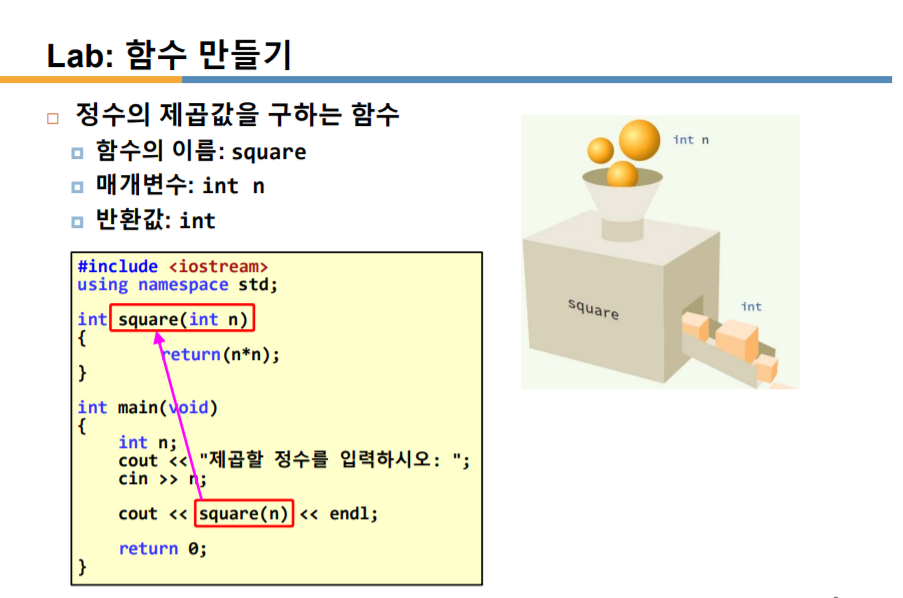 Lab: 함수 만들기
정수의 제곱값을 구하는 함수
함수의 이름: square
매개변수: int n
반환값: int
#include <iostream>
using namespace std;
int square(int n)
{
return(n*n);
}
int main(void)
{
int n;
cout << "제곱할 정수를 입력하시오: ";
cin >> n;
cout << square(n) << endl;
return 0;
}
int n
square
int